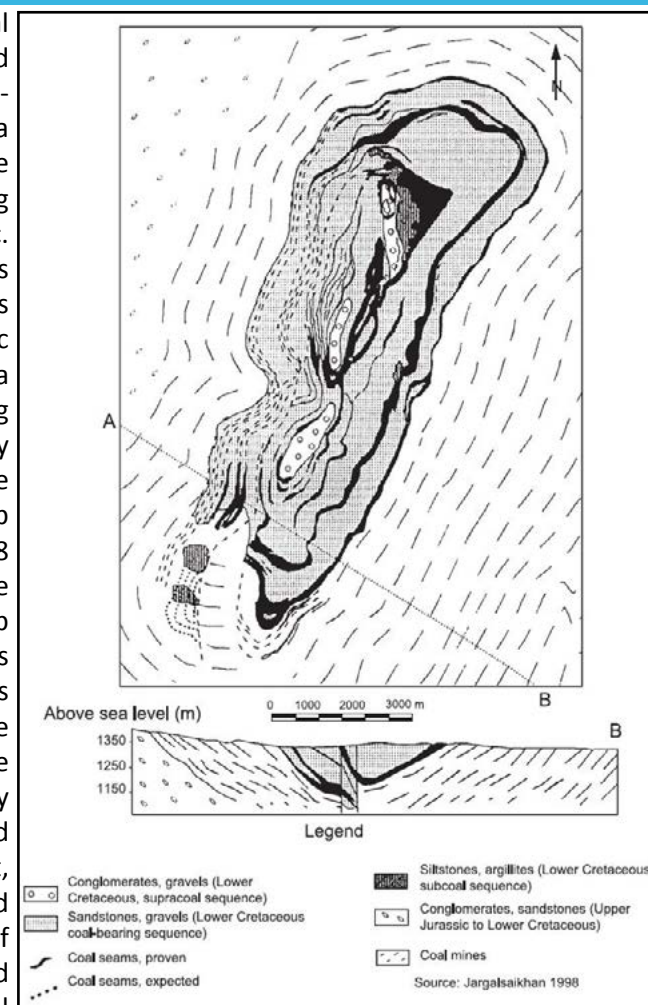 N
A
B
0 1000 2000 3000 m
Above sea level (m)
B
1350
1250
1150
Legend
Conglomerates, gravels (Lower
Cretaceous, supracoal sequence)
Sandstones, gravels (Lower Cretaceous
coal-bearing sequence)
Coal seams, proven
Coal seams, expected
Siltstones, argillites (Lower Cretaceous
subcoal sequence)
Conglomerates, sandstones (Upper
Jurassic to Lower Cretaceous)
Coal mines
Source: Jargalsaikhan 1998